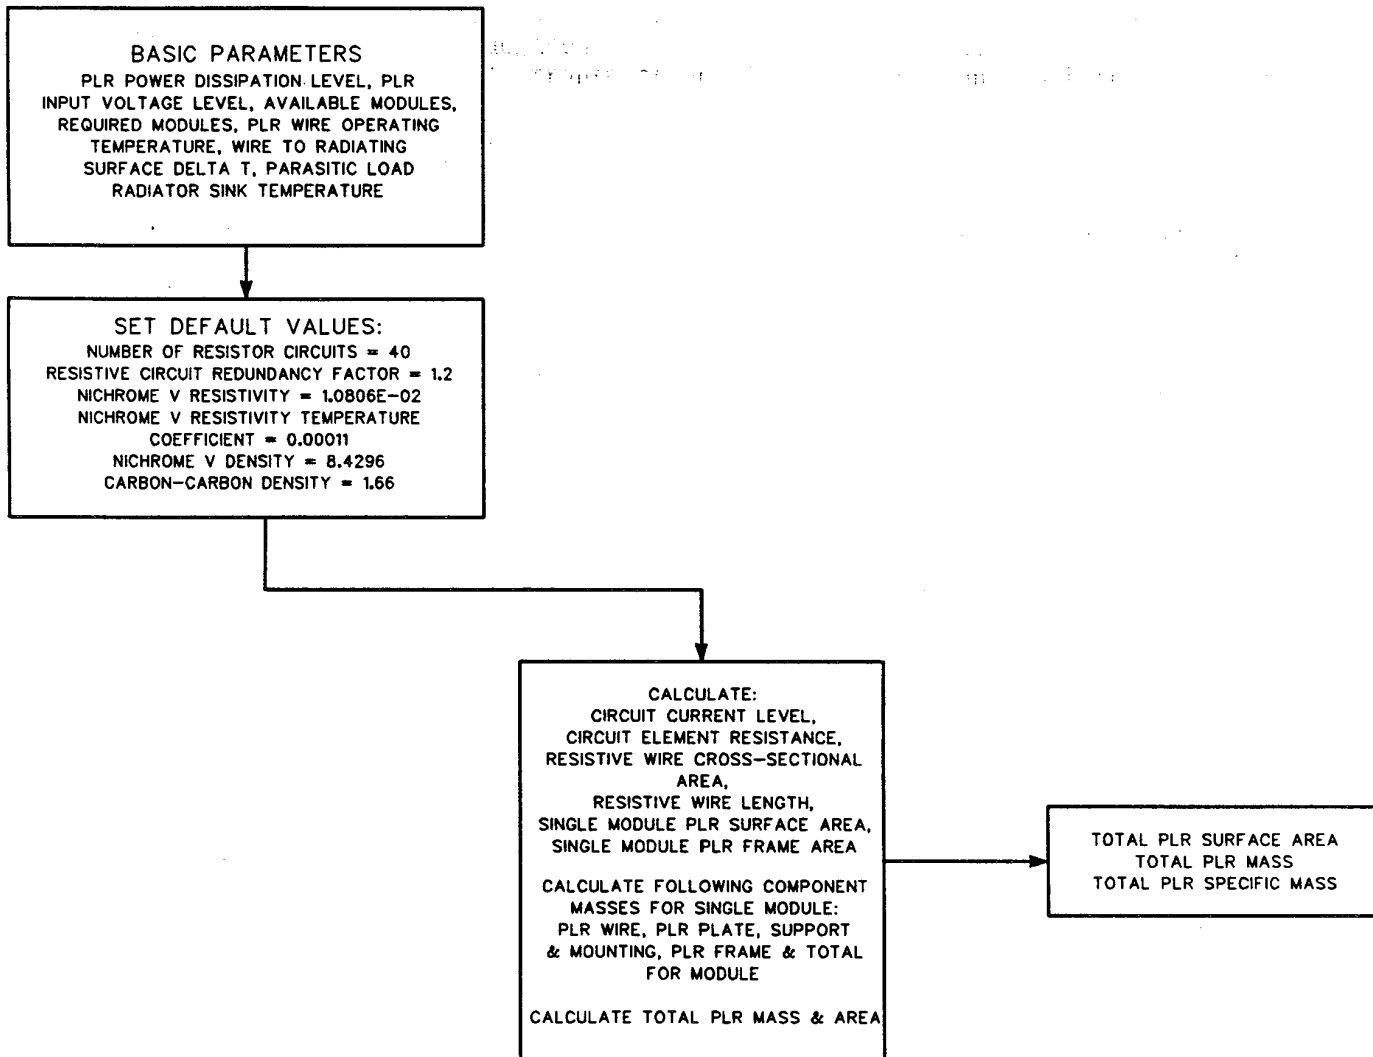 BASIC PARAMETERS
PLR POWER DISSIPATION LEVEL, PLR
INPUT VOLTAGE LEVEL, AVAILABLE MODULES,
REQUIRED MODULES, PLR WIRE OPERATING
TEMPERATURE, WIRE TO RADIATING
SURFACE DELTA T, PARASITIC LOAD
RADIATOR SINK TEMPERATURE
SET DEFAULT VALUES:
NUMBER OF RESISTOR CIRCUITS = 40
RESISTIVE CIRCUIT REDUNDANCY FACTOR = 1.2
NICHROME V RESISTIVITY = 1.0806E-02
NICHROME V RESISTIVITY TEMPERATURE
COEFFICIENT = 0.00011
NICHROME V DENSITY = 8.4296
CARBON-CARBON DENSITY = 1.66
CALCULATE:
CIRCUIT CURRENT LEVEL,
CIRCUIT ELEMENT RESISTANCE,
RESISTIVE WIRE CROSS-SECTIONAL
AREA,
RESISTIVE WIRE LENGTH,
SINGLE MODULE PLR SURFACE AREA,
SINGLE MODULE PLR FRAME AREA
CALCULATE FOLLOWING COMPONENT
MASSES FOR SINGLE MODULE:
PLR WIRE, PLR PLATE, SUPPORT
& MOUNTING, PLR FRAME & TOTAL
FOR MODULE
CALCULATE TOTAL PLR MASS & AREA
TOTAL PLR SURFACE AREA
TOTAL PLR MASS
TOTAL PLR SPECIFIC MASS